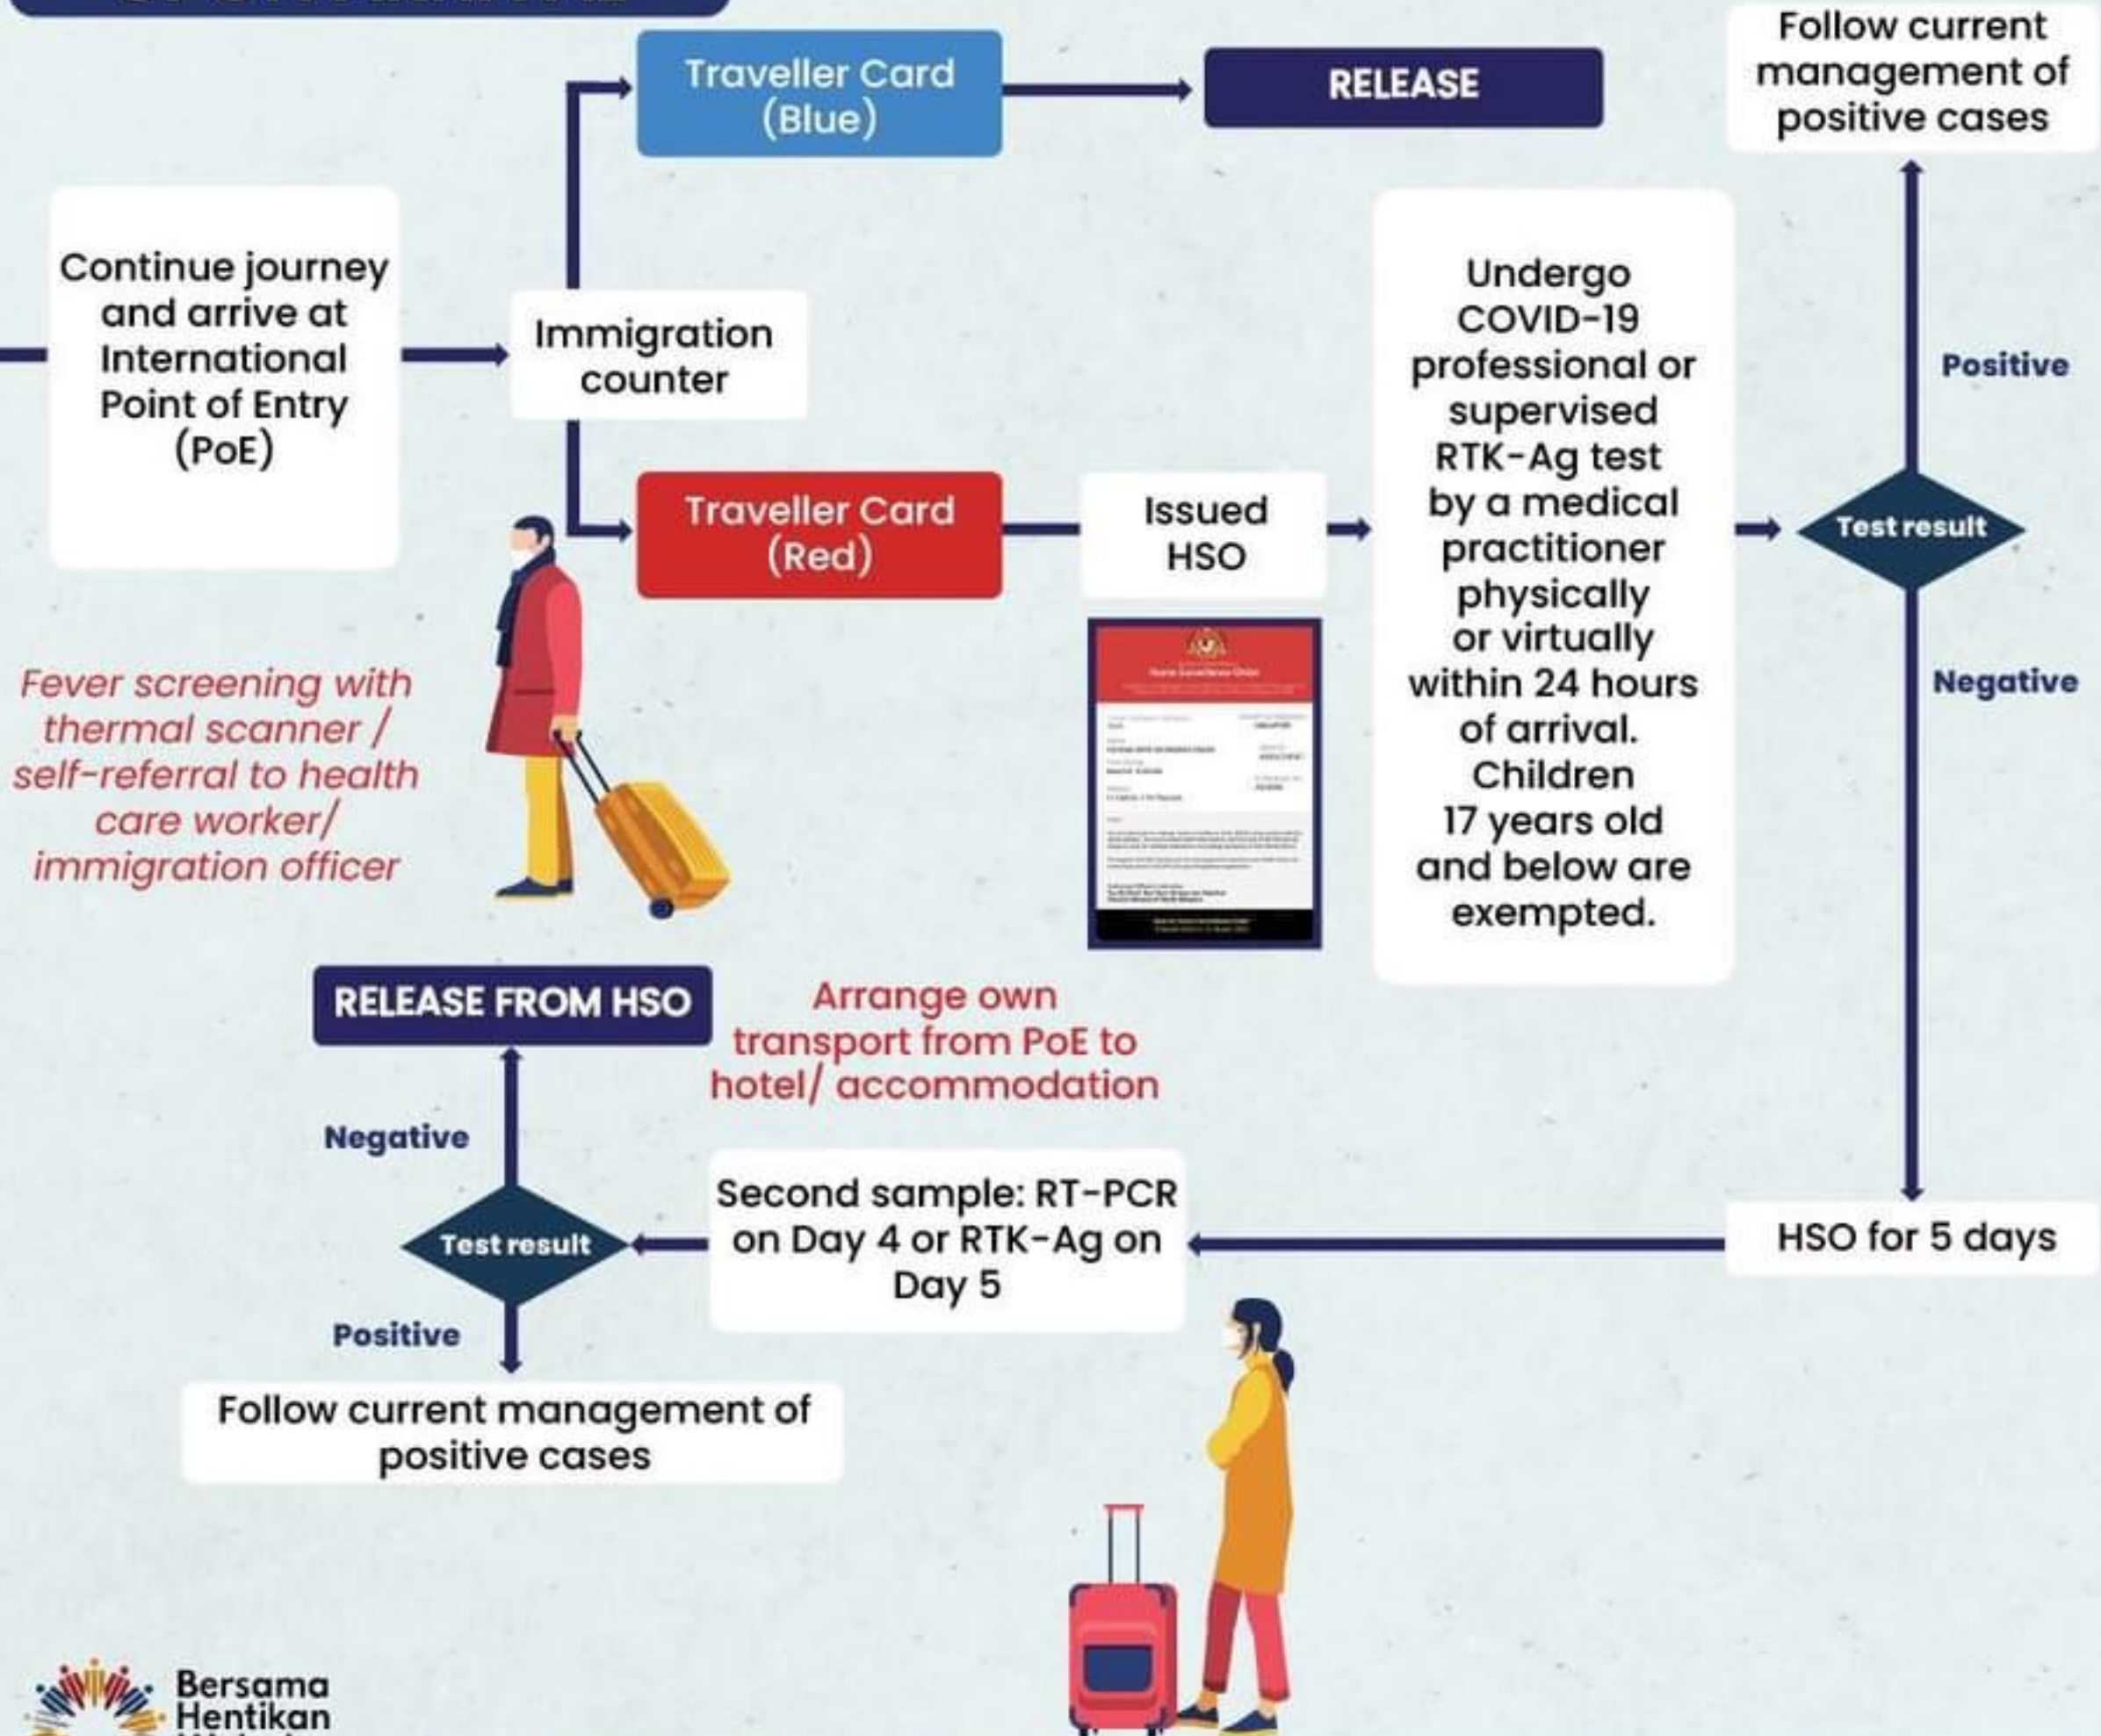 Traveller Card
(Blue)
RELEASE
Follow current
management of
positive cases
Continue journey
and arrive at
International
Point of Entry
(PoE)
Immigration
counter
Traveller Card
(Red)
Issued
HSO
Undergo
COVID-19
professional or
supervised
RTK-Ag test
by a medical
practitioner
physically
or virtually
within 24 hours
of arrival.
Children
17 years old
and below are
exempted.
Positive
Test result
Negative
Fever screening with
thermal scanner /
self-referral to health
care worker/
immigration officer
Home Surveillance Order
RELEASE FROM HSO
Arrange own
transport from PoE to
hotel/ accommodation
Negative
Test result
Second sample: RT-PCR
on Day 4 or RTK-Ag on
Day 5
HSO for 5 days
Positive
Follow current management of
positive cases
Bersama
Hentikan